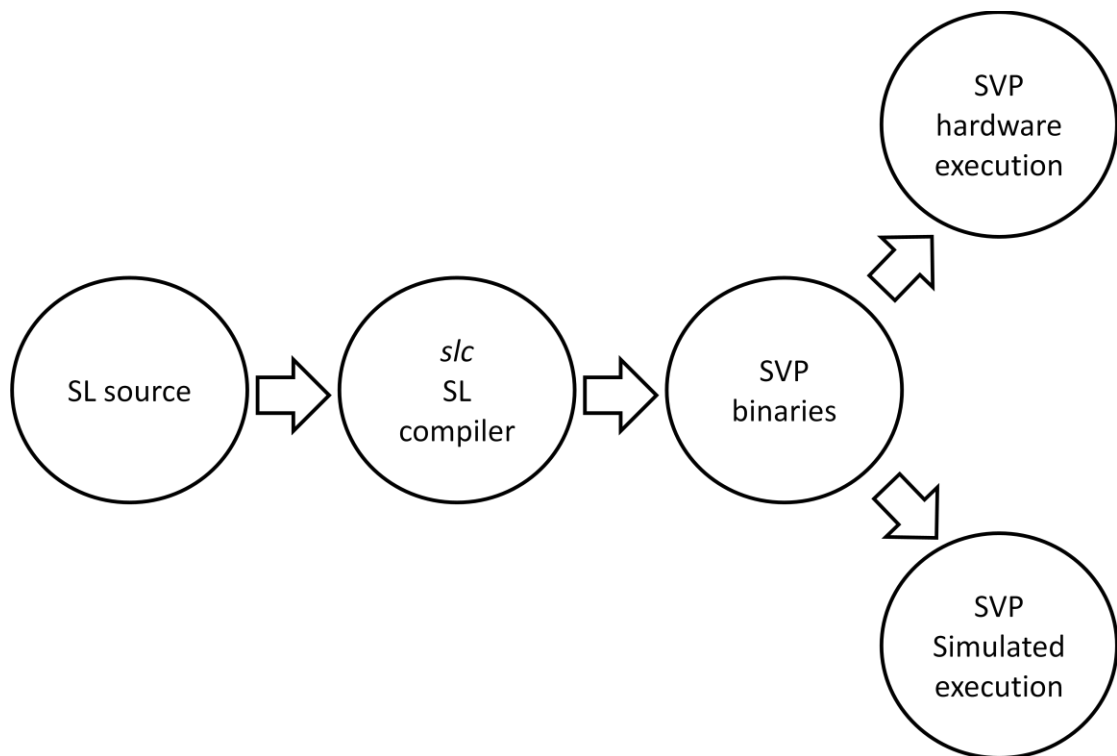 SL source
slc
SL
compiler
SVP
binaries
SVP
hardware
execution
SVP
Simulated
execution